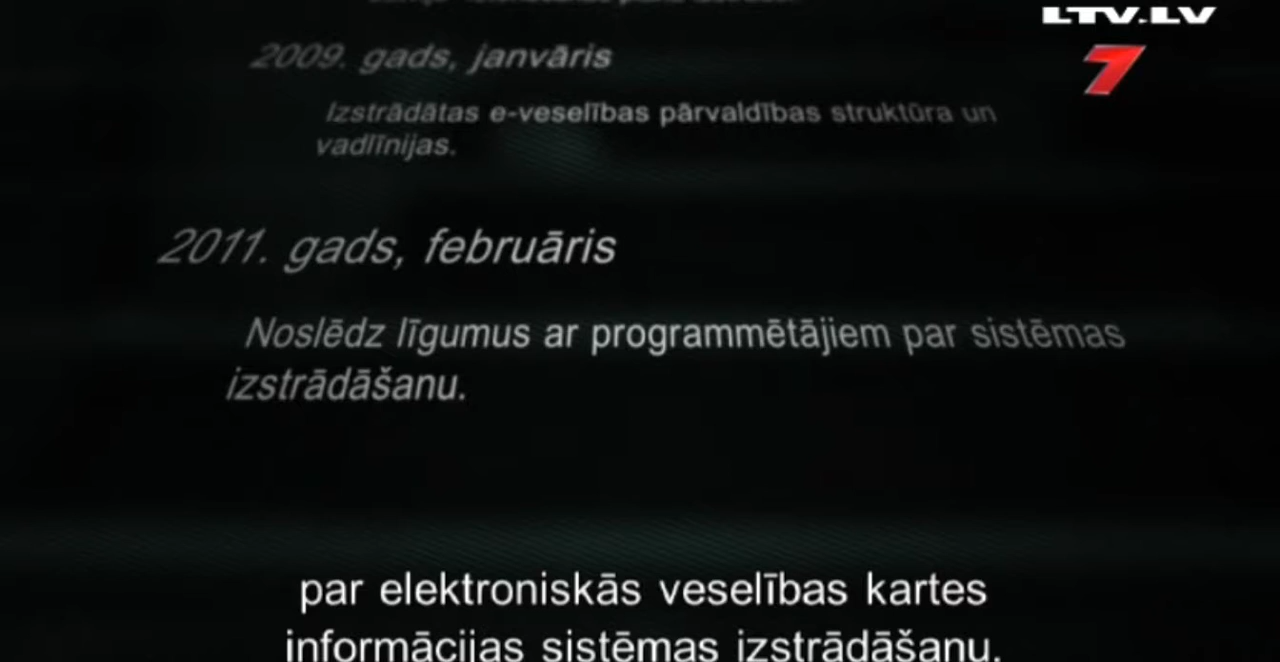 LTV.LV
7
2009. gads, janvāris
Izstrādātas e-veselības pārvaldības struktūra un
vadlīnijas.
2011. gads, februāris
Noslēdz līgumus ar programmētājiem par sistēmas
izstrādāšanu.
par elektroniskās veselības kartes
informācijas sistēmas izstrādāšanu.